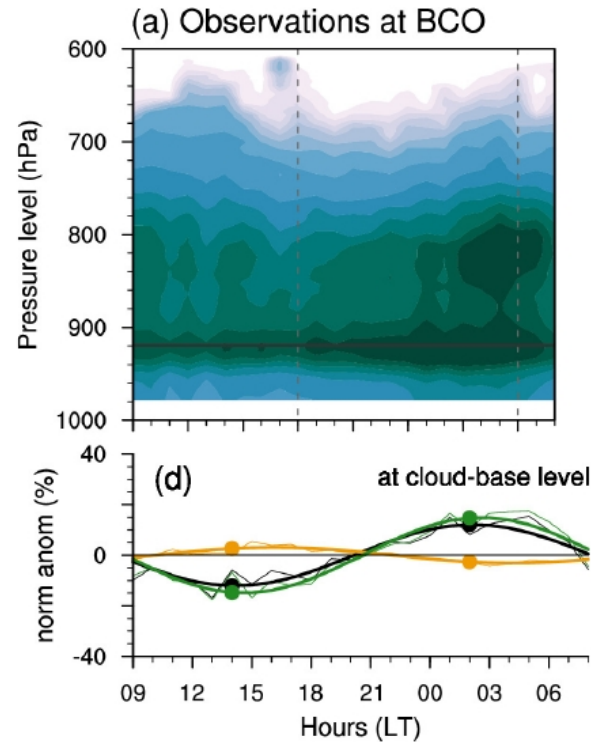 (a) Observations at BCO
Pressure level (hPa)
600
700
800
900
1000
(d)
at cloud-base level
norm anom (%)
40
0
-40
09 12 15 18 21 00 03 06
Hours (LT)